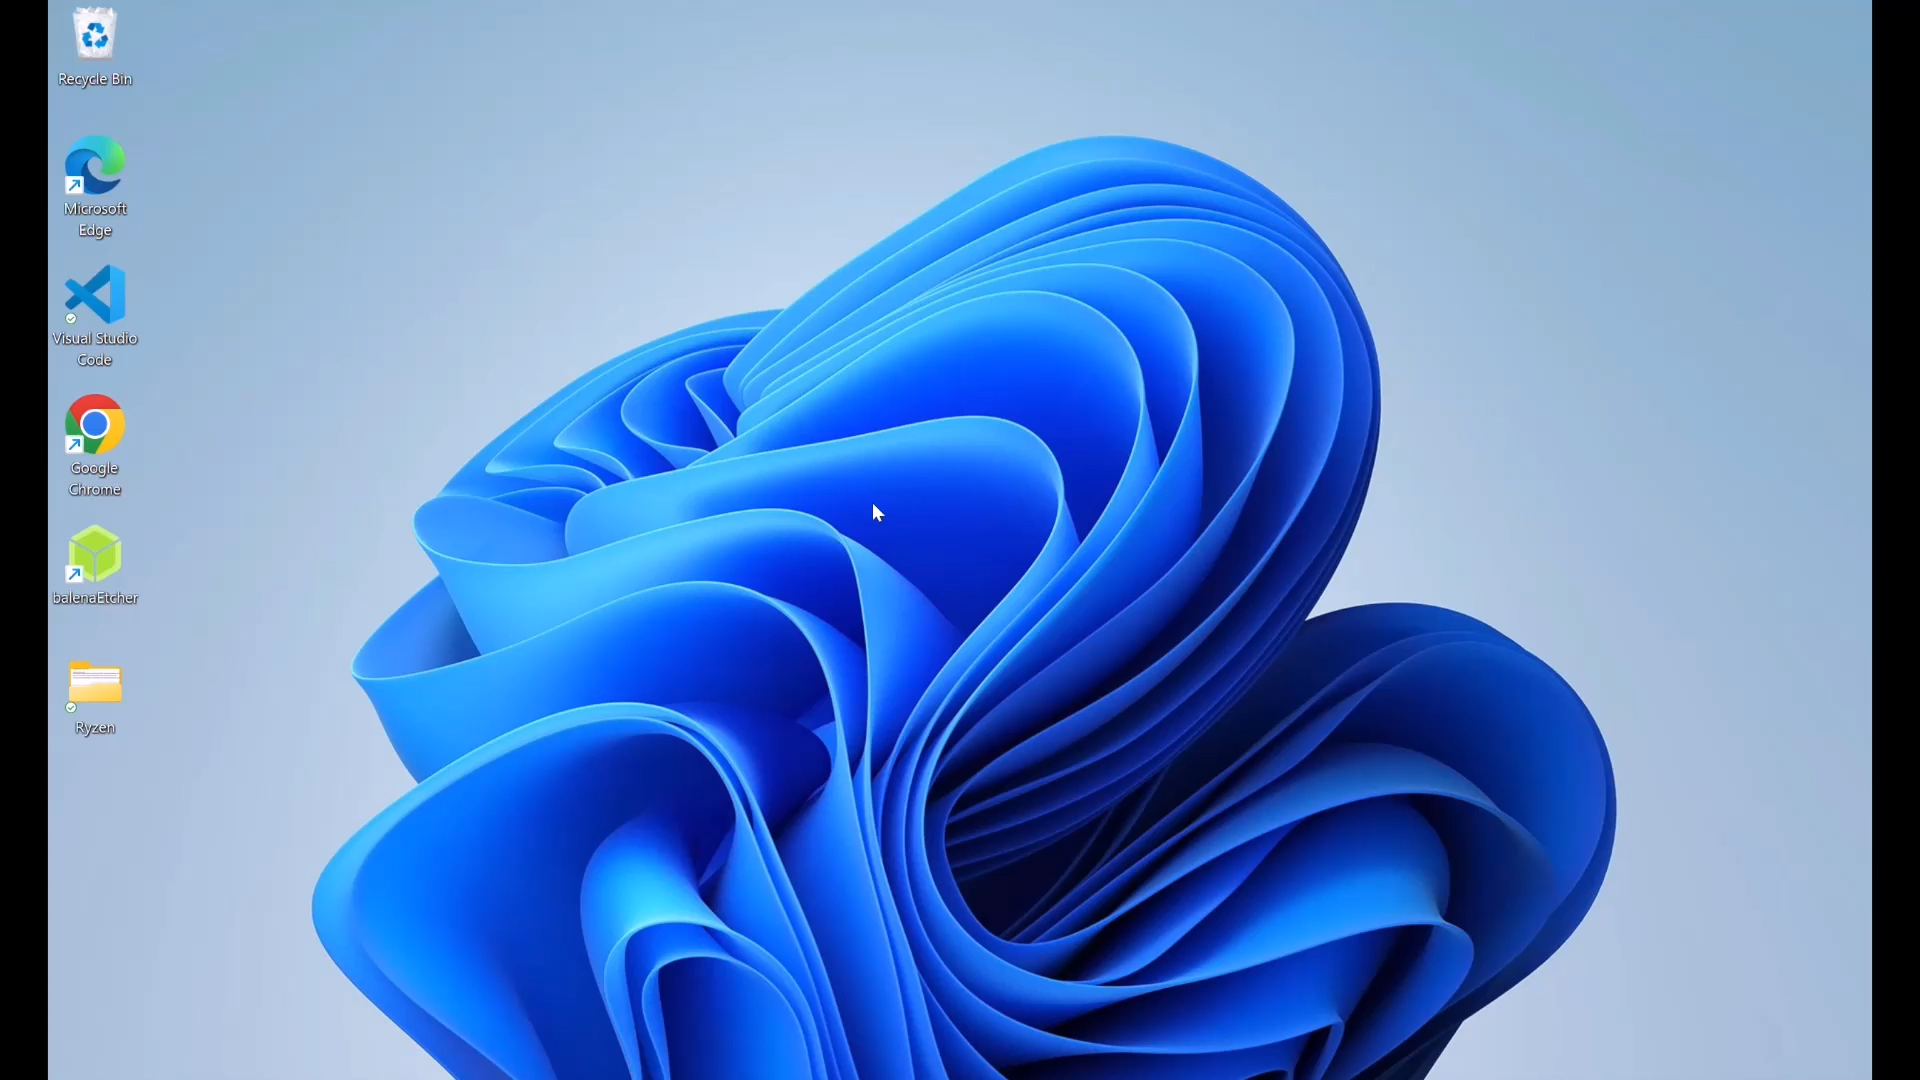 Recycle Bin
Microsoft
Edge
Visual Studio
Code
Google
Chrome
balenaEtcher
Ryzen